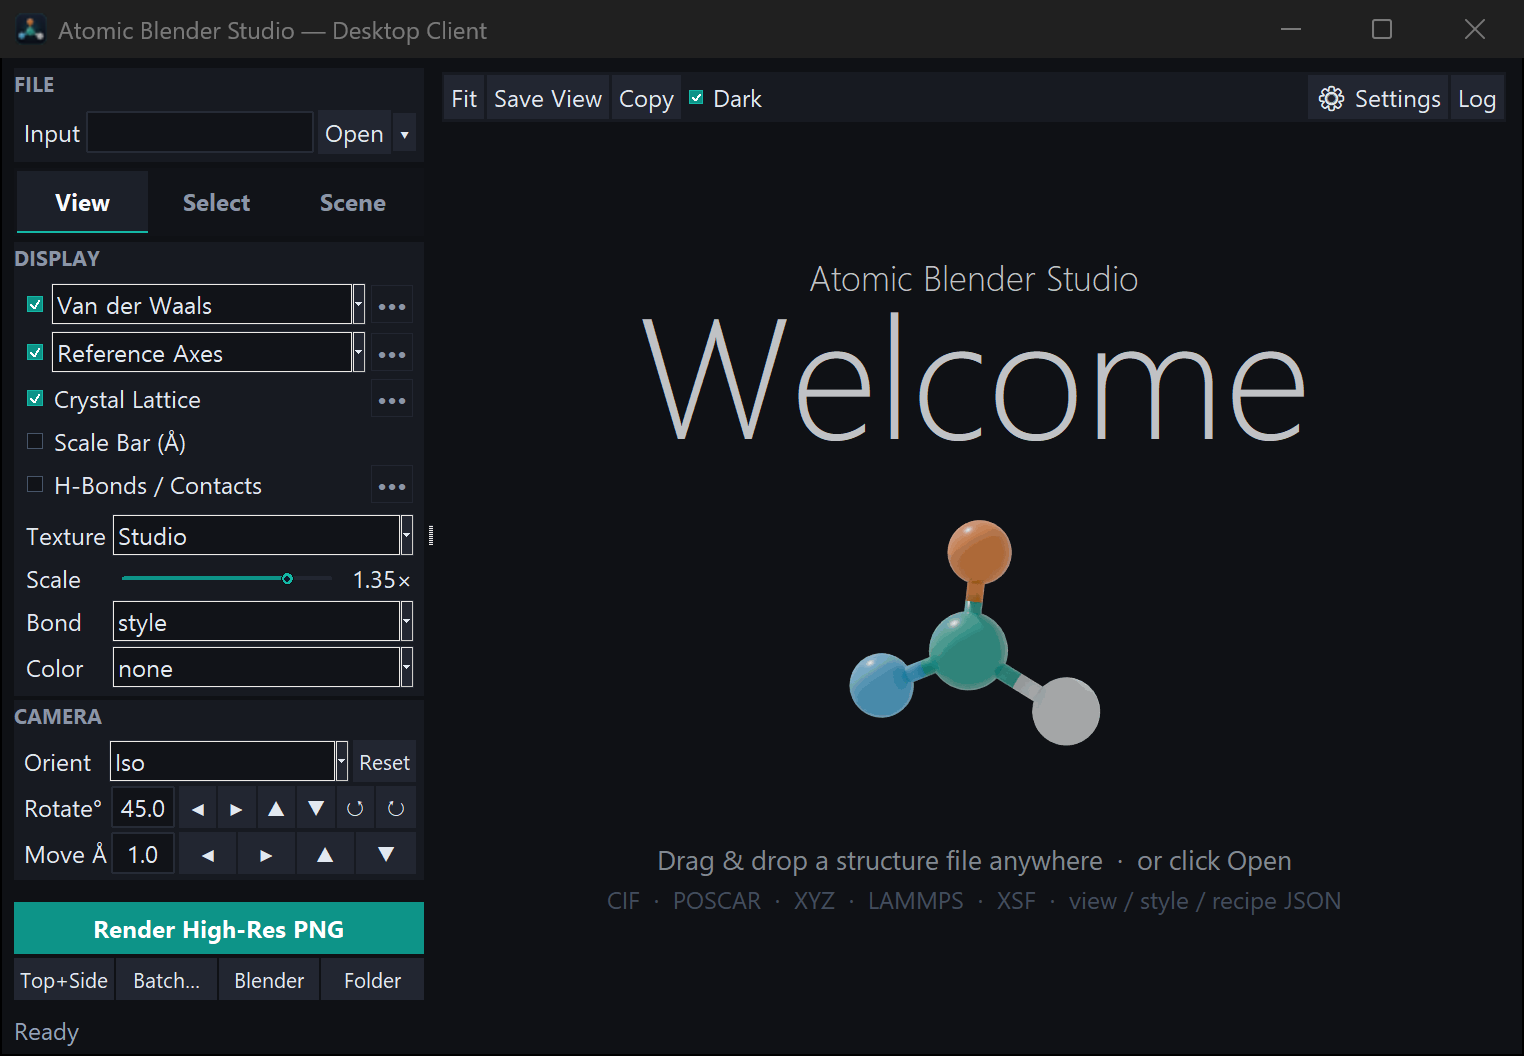 Atomic Blender Studio — Desktop Client
FILE
Input Open
View Select Scene
DISPLAY
Van der Waals
Reference Axes
Crystal Lattice
Scale Bar (Å)
H-Bonds / Contacts
Texture Studio
Scale 1.35×
Bond style
Color none
CAMERA
Orient Iso Reset
Rotate° 45.0
Move Å 1.0
Render High-Res PNG
Top+Side Batch... Blender Folder
Ready
Fit Save View Copy Dark Settings Log
Atomic Blender Studio
Welcome
Drag & drop a structure file anywhere · or click Open
CIF · POSCAR · XYZ · LAMMPS · XSF · view / style / recipe JSON